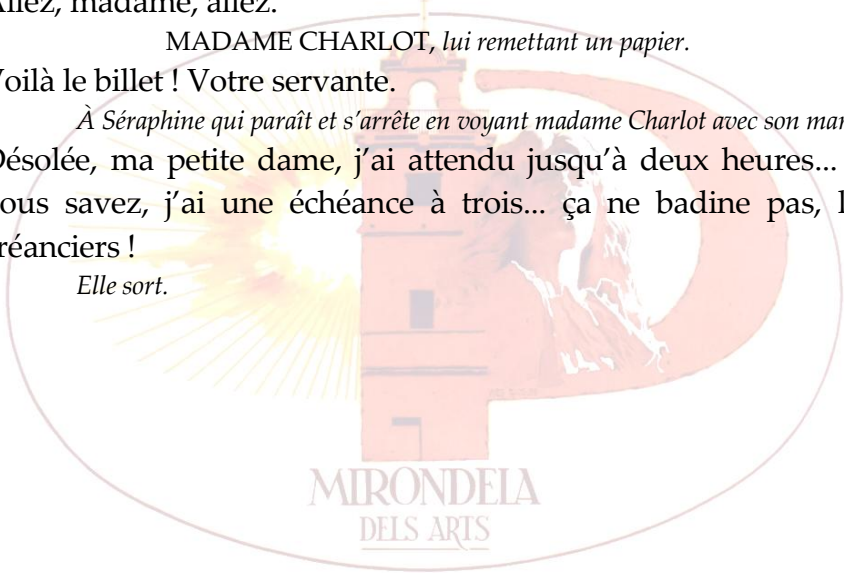 Allez, madame, allez.
MADAME CHARLOT, lui remettant un papier.
Voilà le billet ! Votre servante.
À Séraphine qui paraît et s'arrête en voyant madame Charlot avec son mar
Désolée, ma petite dame, j'ai attendu jusqu'à deux heures...
ous savez, j'ai une échéance à trois... ça ne badine pas, l
réanciers !
Elle sort.
MIRONDELA
DELS ARTS